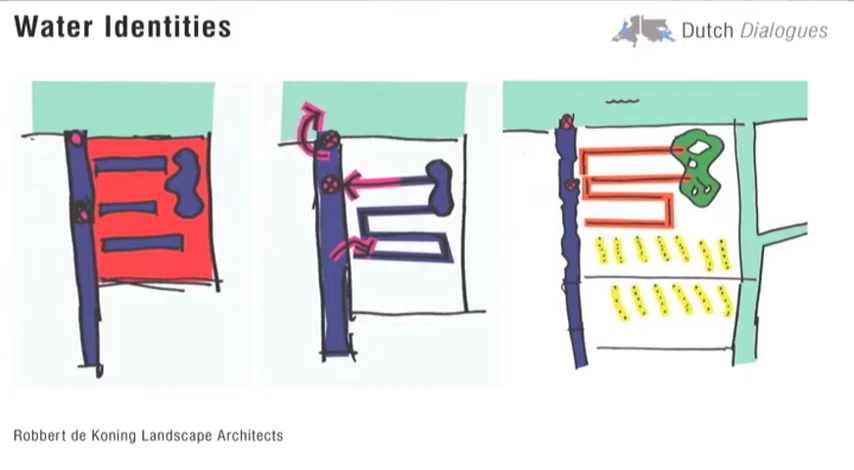 Water Identities
Dutch Dialogues
Robbert de Koning Landscape Architects